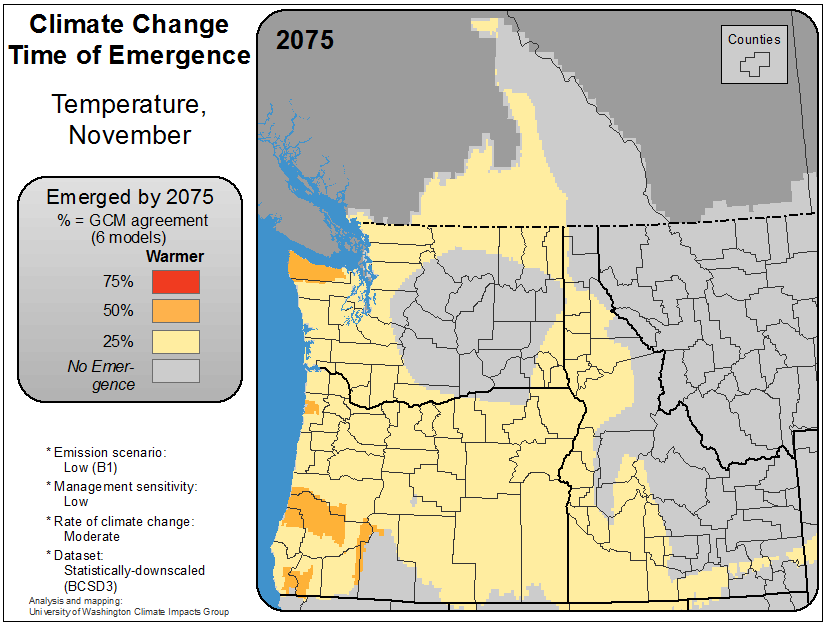 Climate Change
Time of Emergence
Temperature,
November
Emerged by 2075
% = GCM agreement
(6 models)
Warmer
75%
50%
25%
No Emer-
gence
* Emission scenario:
Low (B1)
* Management sensitivity:
Low
* Rate of climate change:
Moderate
* Dataset:
Statistically-downscaled
(BCSD3)
Analysis and mapping:
University of Washington Climate Impacts Group
2075
Counties